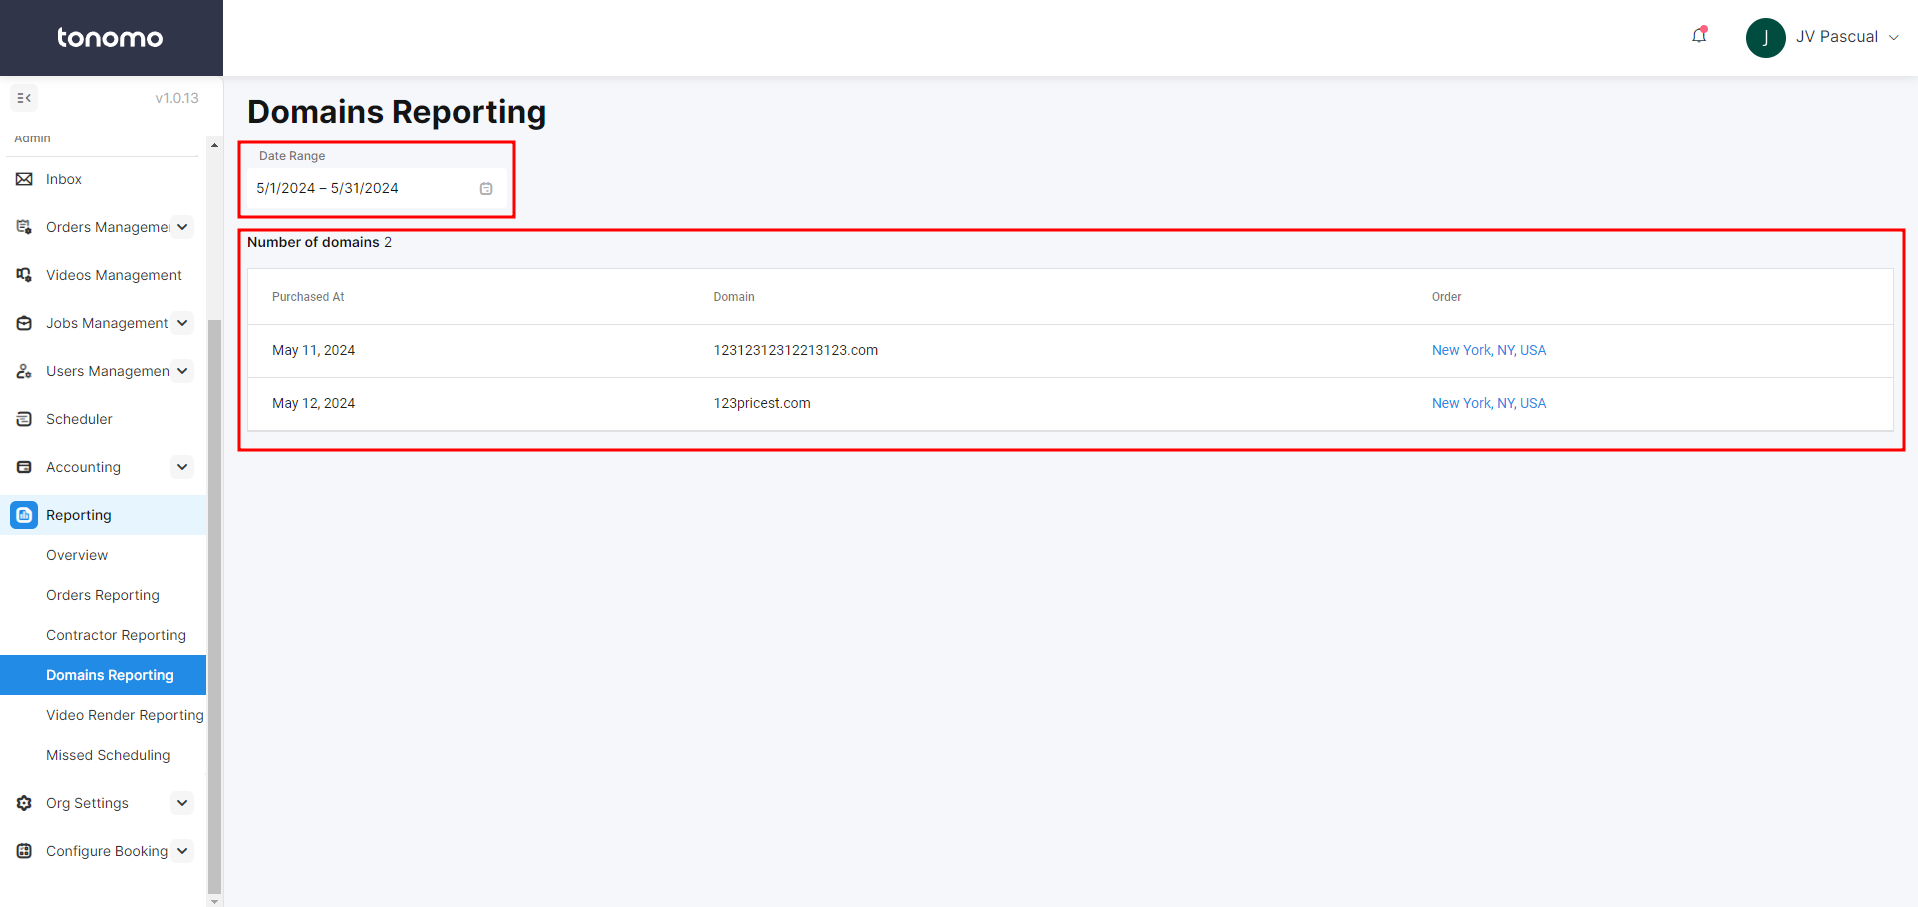 tonomo
J
JV Pascual
v1.0.13
Admin
Inbox
Orders Managemer
Videos Management
Jobs Management
Users Managemen
Scheduler
Accounting
Reporting
Overview
Orders Reporting
Contractor Reporting
Domains Reporting
Video Render Reporting
Missed Scheduling
Org Settings
Configure Booking
Domains Reporting
Date Range
5/1/2024 – 5/31/2024
Number of domains 2
Purchased At Domain Order
May 11, 2024 12312312312213123.com New York, NY, USA
May 12, 2024 123pricest.com New York, NY, USA